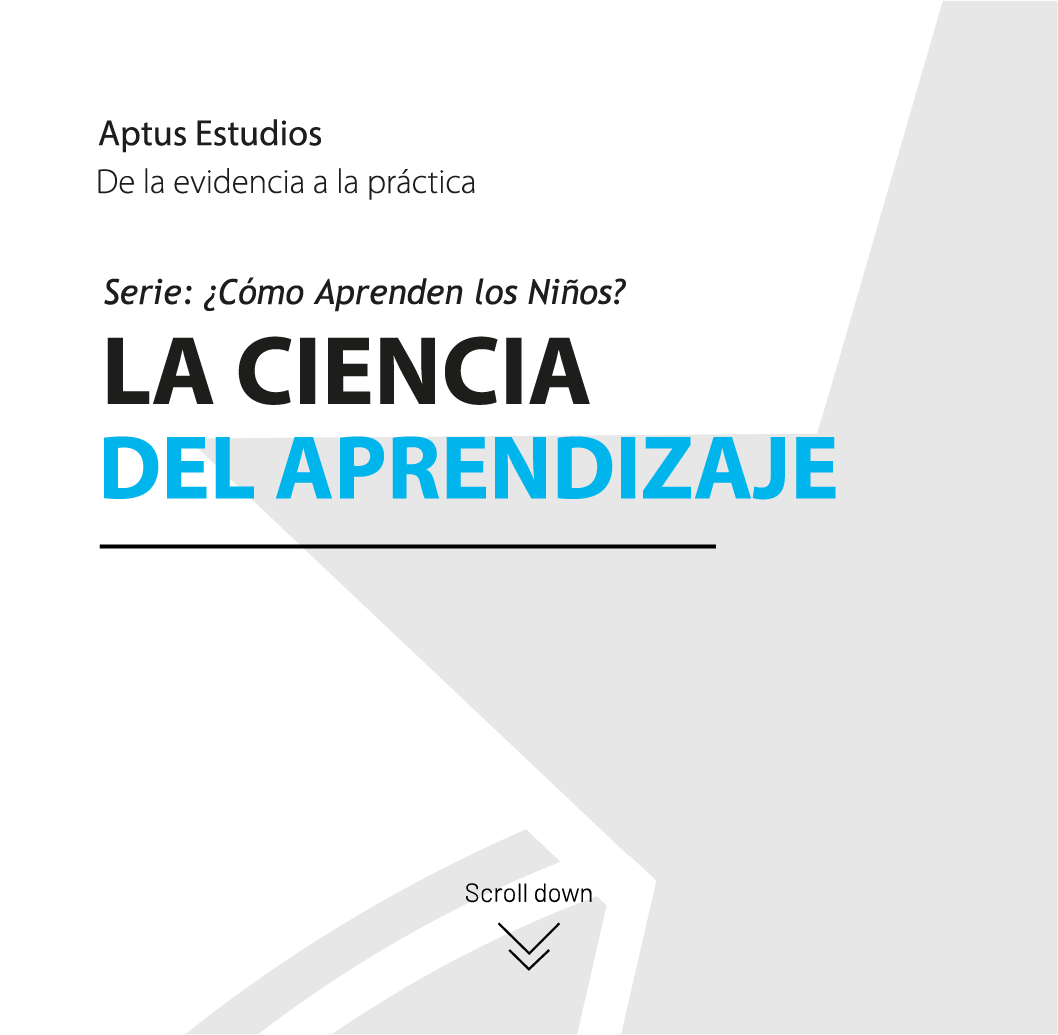 Aptus Estudios
De la evidencia a la práctica
Serie: ¿Cómo Aprenden los Niños?
LA CIENCIA
DEL APRENDIZAJE
Scroll down